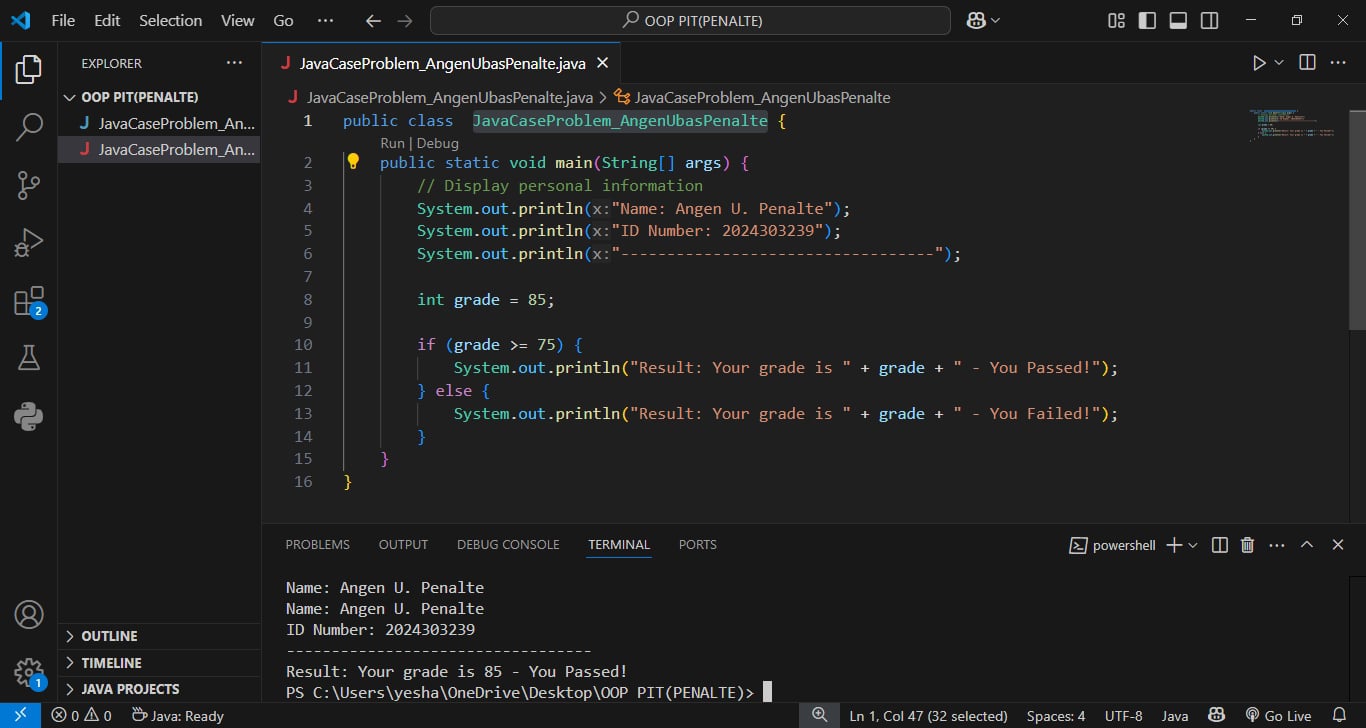 File Edit Selection View Go ··· OOP PIT(PENALTE)
EXPLORER ···
OOP PIT(PENALTE)
J JavaCaseProblem_An...
J JavaCaseProblem_An...
OUTLINE
TIMELINE
JAVA PROJECTS
2
1
J JavaCaseProblem_AngenUbasPenalte.java
J JavaCaseProblem_AngenUbasPenalte.java > JavaCaseProblem_AngenUbasPenalte
1 public class JavaCaseProblem_AngenUbasPenalte {
Run | Debug
2 public static void main(String[] args) {
3 // Display personal information
4 System.out.println(x:"Name: Angen U. Penalte");
5 System.out.println(x:"ID Number: 2024303239");
6 System.out.println(x:"----------------------------------");
7
8 int grade = 85;
9
10 if (grade >= 75) {
11 System.out.println("Result: Your grade is " + grade + " - You Passed!");
12 } else {
13 System.out.println("Result: Your grade is " + grade + " - You Failed!");
14 }
15 }
16 }
PROBLEMS OUTPUT DEBUG CONSOLE TERMINAL PORTS powershell
Name: Angen U. Penalte
Name: Angen U. Penalte
ID Number: 2024303239
----------------------------------
Result: Your grade is 85 - You Passed!
PS C:\Users\yesha\OneDrive\Desktop\OOP PIT(PENALTE)>
0 0 Java: Ready Ln 1, Col 47 (32 selected) Spaces: 4 UTF-8 Java Go Live